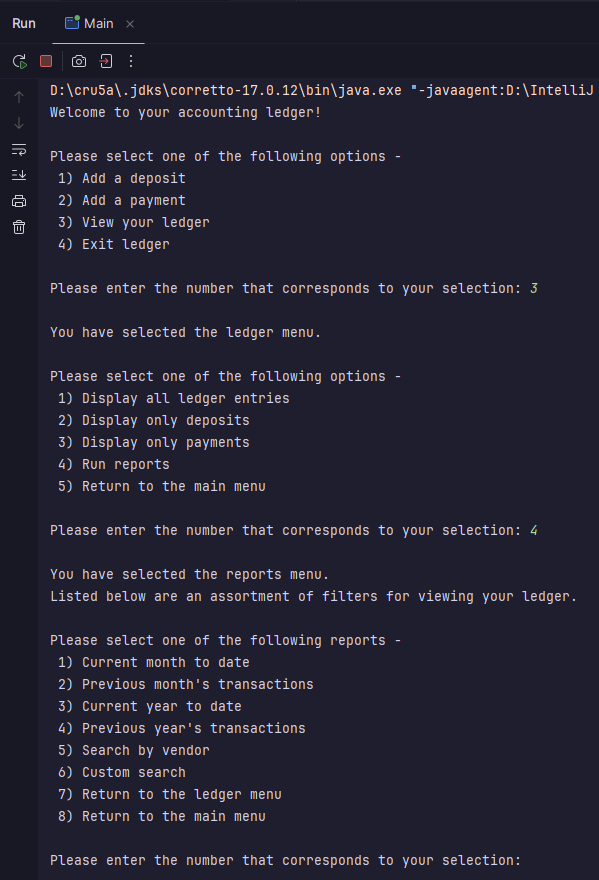 Run Main
D:\cru5a\.jdks\corretto-17.0.12\bin\java.exe "-javaagent:D:\IntelliJ
Welcome to your accounting ledger!
Please select one of the following options -
1) Add a deposit
2) Add a payment
3) View your ledger
4) Exit ledger
Please enter the number that corresponds to your selection: 3
You have selected the ledger menu.
Please select one of the following options -
1) Display all ledger entries
2) Display only deposits
3) Display only payments
4) Run reports
5) Return to the main menu
Please enter the number that corresponds to your selection: 4
You have selected the reports menu.
Listed below are an assortment of filters for viewing your ledger.
Please select one of the following reports -
1) Current month to date
2) Previous month's transactions
3) Current year to date
4) Previous year's transactions
5) Search by vendor
6) Custom search
7) Return to the ledger menu
8) Return to the main menu
Please enter the number that corresponds to your selection: